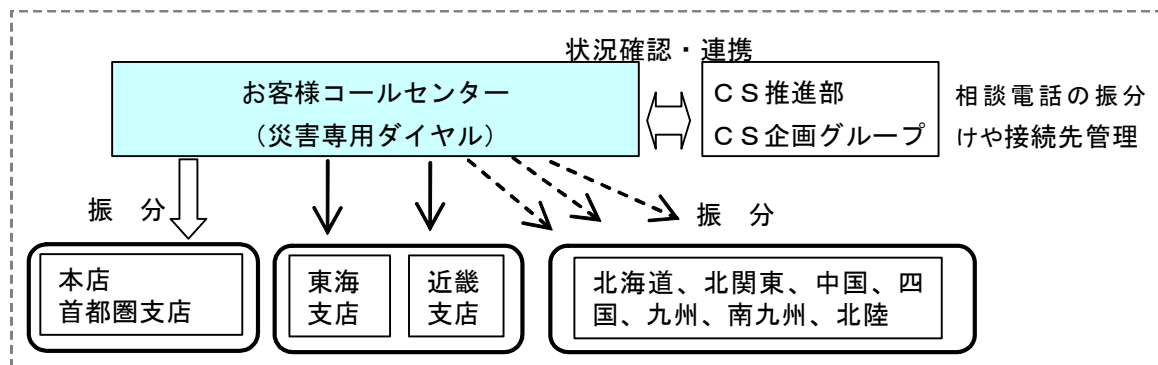 状況確認・連携
お客様コールセンター
（災害専用ダイヤル）
ＣＳ推進部
ＣＳ企画グループ
相談電話の振分
けや接続先管理
振　分
振　分
本店
首都圏支店
東海
支店
近畿
支店
北海道、北関東、中国、四
国、九州、南九州、北陸